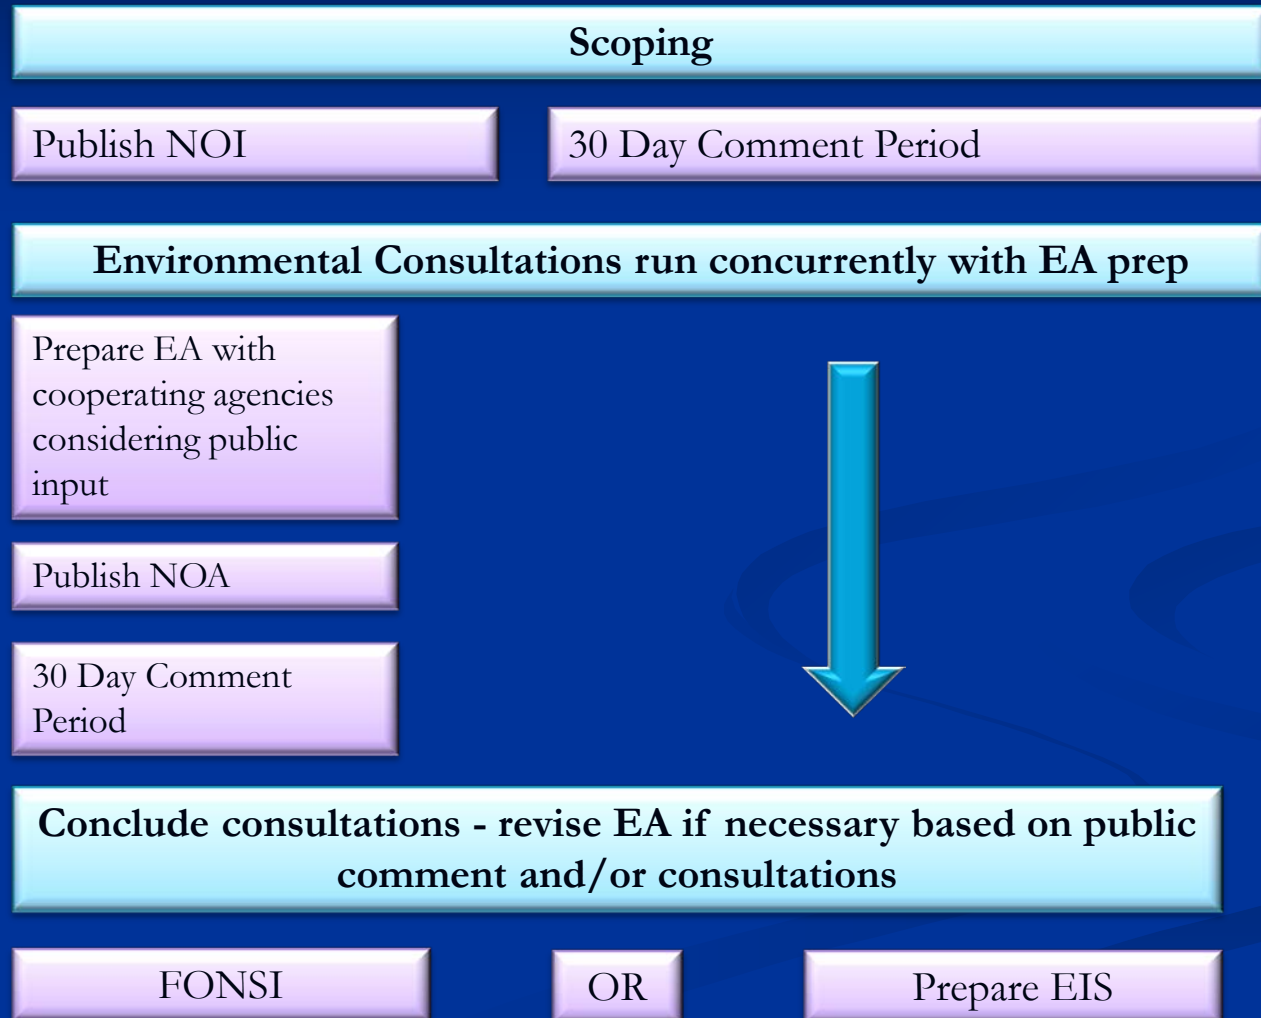 Scoping
Publish NOI
30 Day Comment Period
Environmental Consultations run concurrently with EA prep
Prepare EA with
cooperating agencies
considering public
input
Publish NOA
30 Day Comment
Period
Conclude consultations - revise EA if necessary based on public
comment and/or consultations
FONSI
OR
Prepare EIS